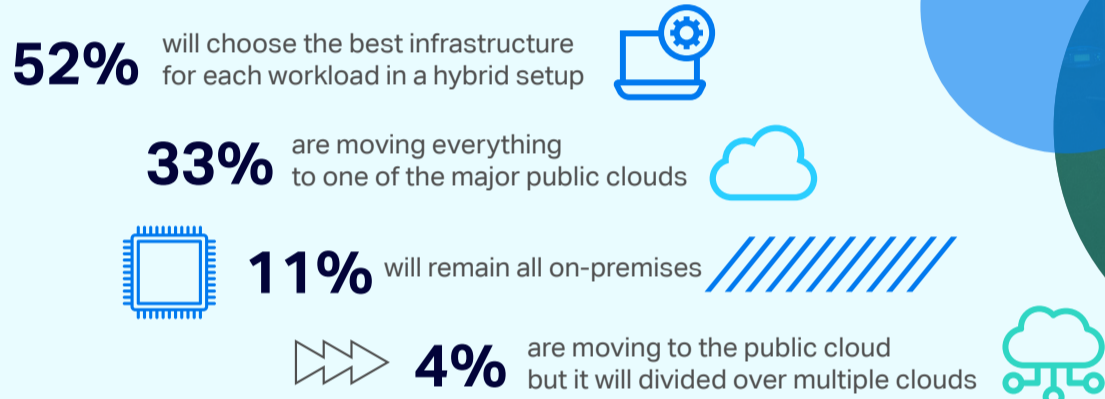 52%
will choose the best infrastructure
for each workload in a hybrid setup
33%
are moving everything
to one of the major public clouds
11%
will remain all on-premises
4%
are moving to the public cloud
but it will divided over multiple clouds